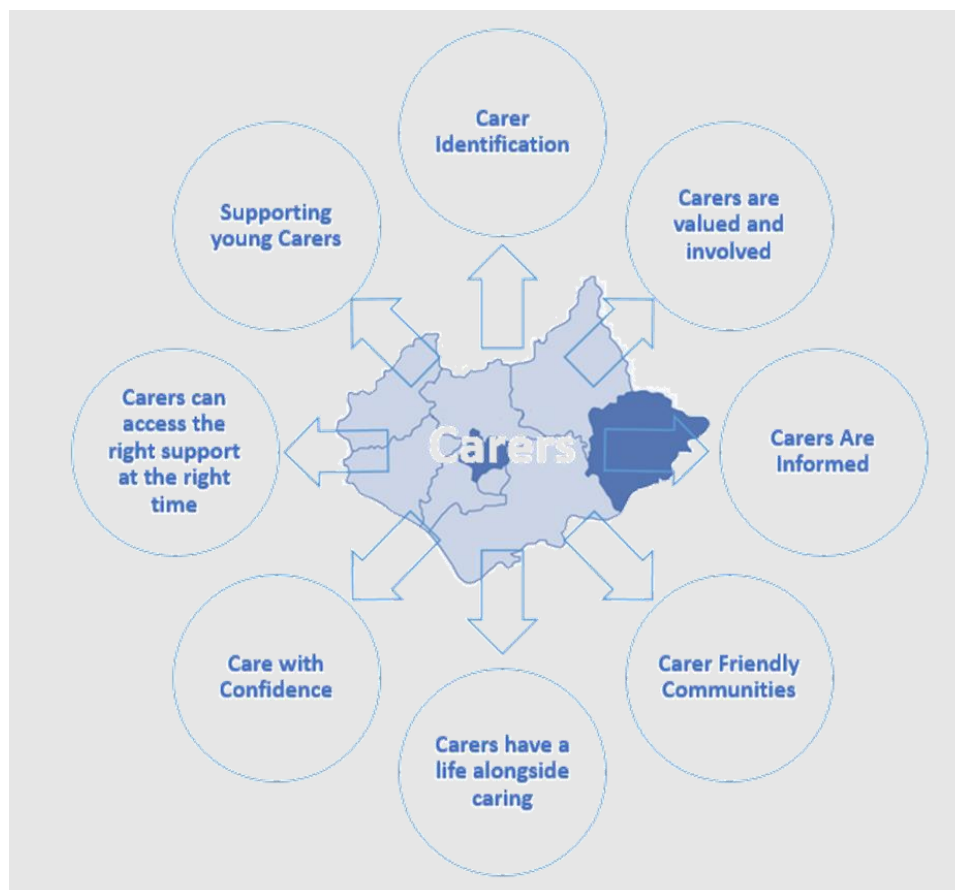 Carer
Identification
Carers are
valued and
involved
Carers Are
Informed
Carer Friendly
Communities
Carers have a
life alongside
caring
Care with
Confidence
Carers can
access the
right support
at the right
time
Supporting
young Carers
Carers